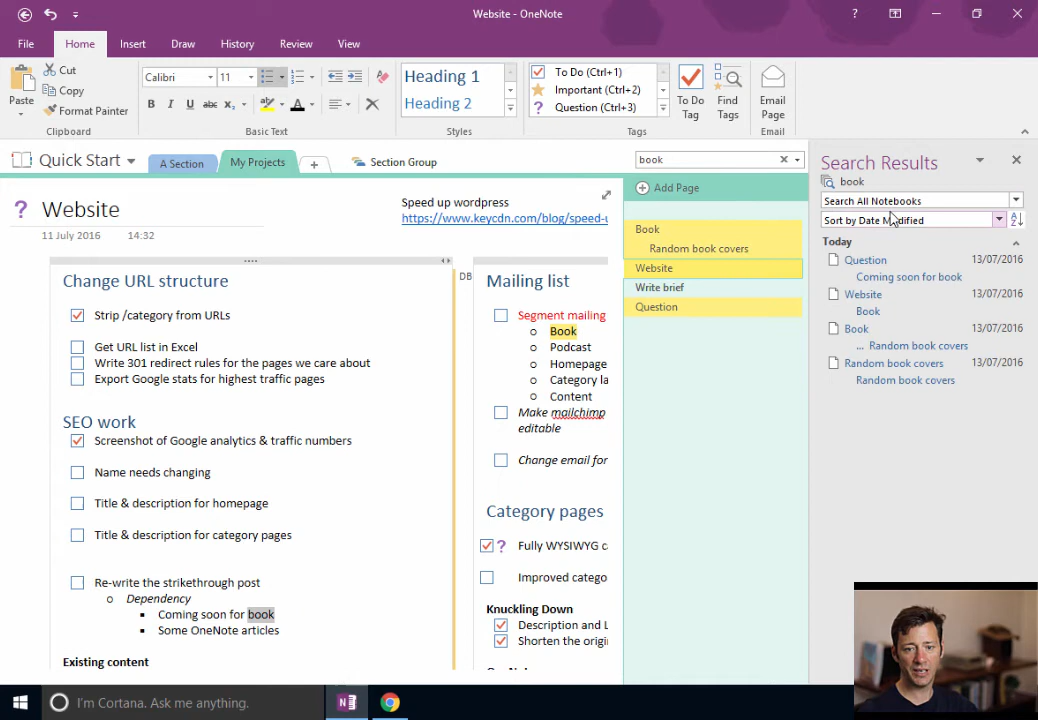 Website - OneNote
?
File
Home
Insert
Draw
History
Review
View
Paste
Cut
Copy
Format Painter
Clipboard
Calibri
11
B I U abc X₂
A
Basic Text
Heading 1
Heading 2
Styles
To Do (Ctrl+1)
Important (Ctrl+2)
? Question (Ctrl+3)
Tags
To Do Tag
Find Tags
Email Page
Email
Quick Start
A Section
My Projects
+
Section Group
book
Search Results
book
Search All Notebooks
Sort by Date Modified
Today
Question 13/07/2016
Coming soon for book
Website 13/07/2016
Book
Book 13/07/2016
... Random book covers
Random book covers 13/07/2016
Random book covers
Add Page
Book
Random book covers
Website
Write brief
Question
? Website
11 July 2016 14:32
Speed up wordpress
https://www.keycdn.com/blog/speed-u
Change URL structure
Strip /category from URLs
Get URL list in Excel
Write 301 redirect rules for the pages we care about
Export Google stats for highest traffic pages
SEO work
Screenshot of Google analytics & traffic numbers
Name needs changing
Title & description for homepage
Title & description for category pages
Re-write the strikethrough post
Dependency
Coming soon for book
Some OneNote articles
Existing content
DB
Mailing list
Segment mailing
Book
Podcast
Homepage
Category la
Content
Make mailchimp
editable
Change email for
Category pages
? Fully WYSIWYG c
Improved catego
Knuckling Down
Description and L
Shorten the origi
I'm Cortana. Ask me anything.